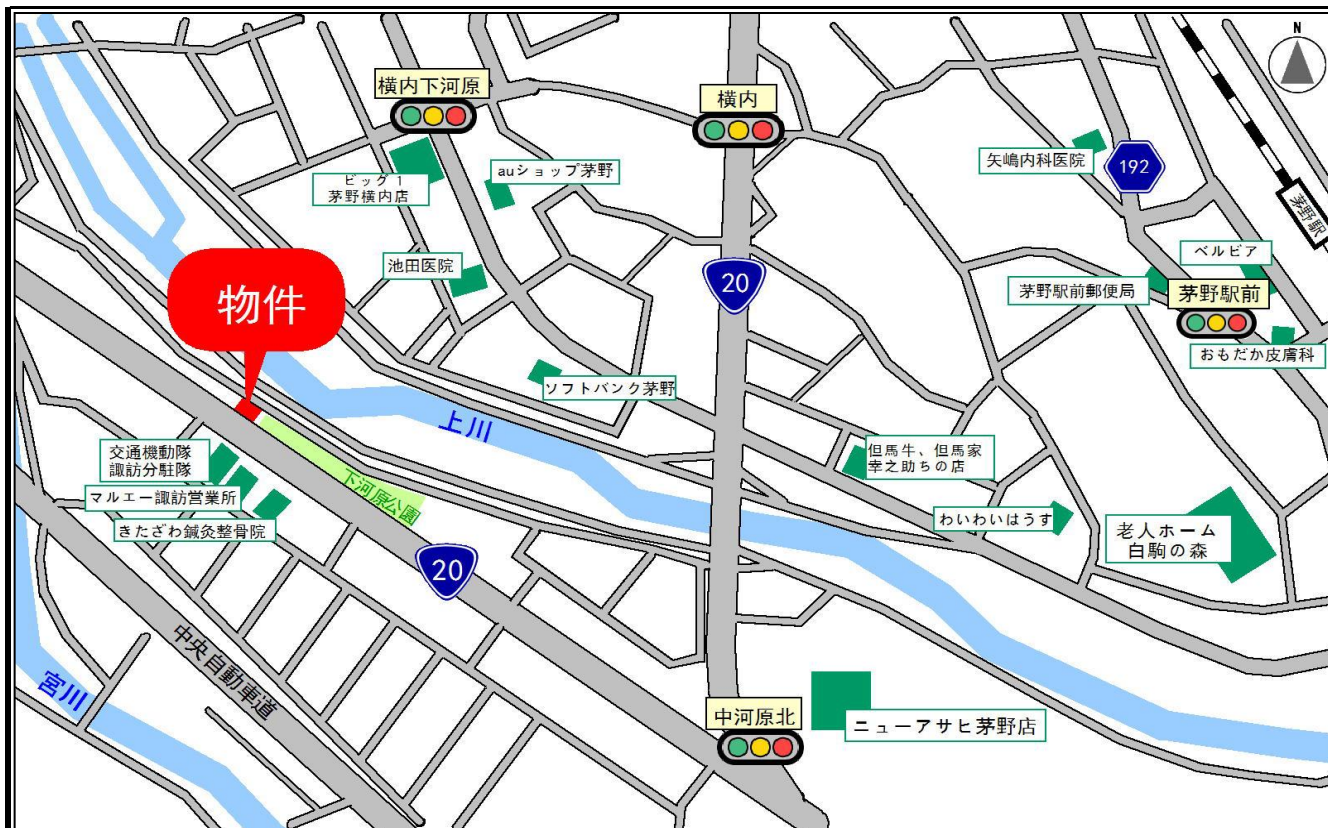 N
横内下河原
横内
矢嶋内科医院
192
茅野駅
ビッグ1
茅野横内店
auショップ茅野
池田医院
20
ベルビア
茅野駅前郵便局
茅野駅前
おもだか皮膚科
物件
ソフトバンク茅野
上川
交通機動隊
諏訪分駐隊
マルエー諏訪営業所
きたざわ鍼灸整骨院
下河原公園
20
但馬牛、但馬家
幸之助ちの店
わいわいはうす
老人ホーム
白駒の森
中央自動車道
宮川
中河原北
ニューアサヒ茅野店